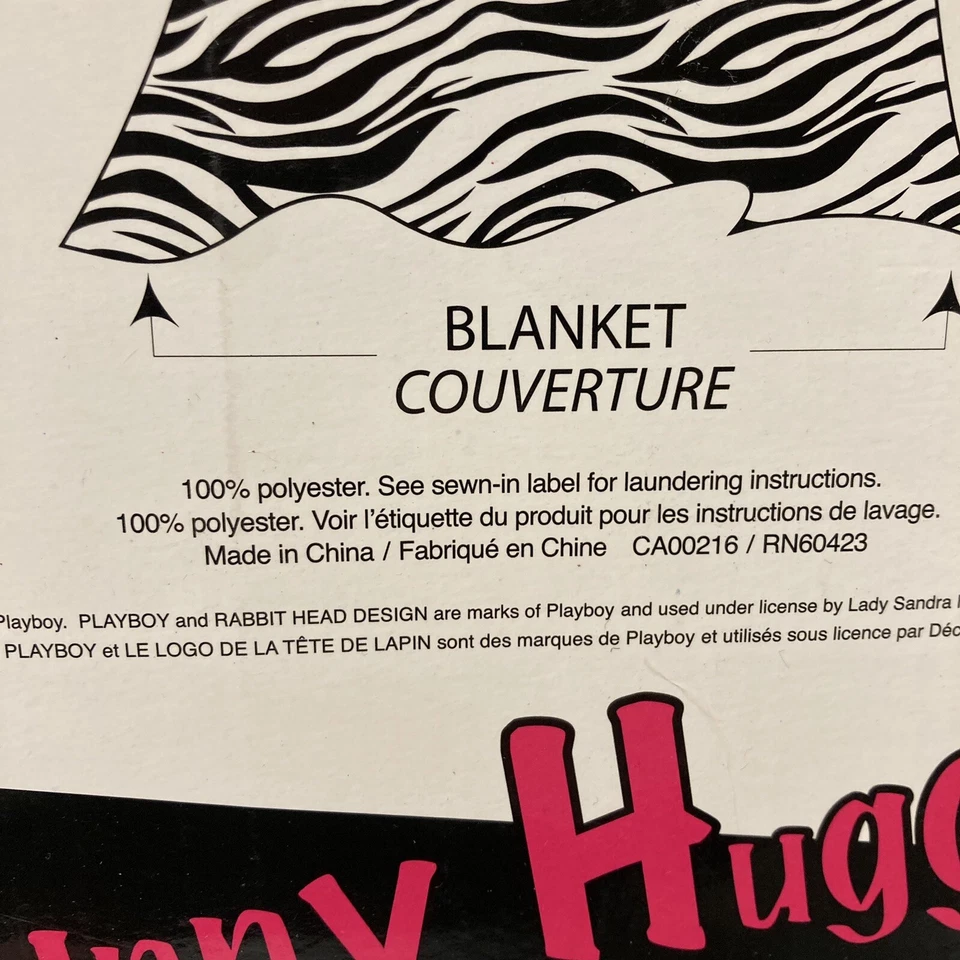 BLANKET
COUVERTURE
100% polyester. See sewn-in label for laundering instructions.
100% polyester. Voir l'étiquette du produit pour les instructions de lavage.
Made in China / Fabriqué en Chine CA00216 / RN60423
Playboy. PLAYBOY and RABBIT HEAD DESIGN are marks of Playboy and used under license by Lady Sandra
PLAYBOY et LE LOGO DE LA TÊTE DE LAPIN sont des marques de Playboy et utilisés sous licence par Déc
unny Hugg